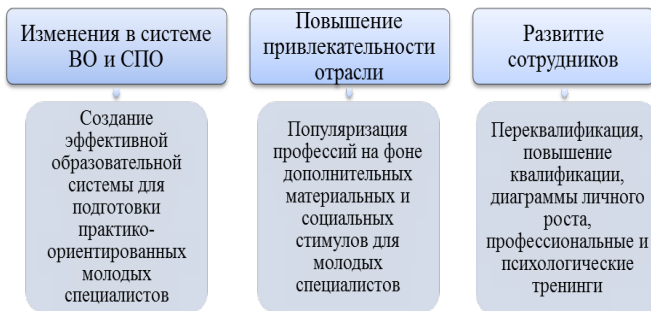 Изменения в системе
ВО и СПО
Создание
эффективной
образовательной
системы для
подготовки
практико-
ориентированных
молодых
специалистов
Повышение
привлекательности
отрасли
Популяризация
профессий на фоне
дополнительных
материальных и
социальных
стимулов для
молодых
специалистов
Развитие
сотрудников
Переквалификация,
повышение
квалификации,
диаграммы личного
роста,
профессиональные и
психологические
тренинги